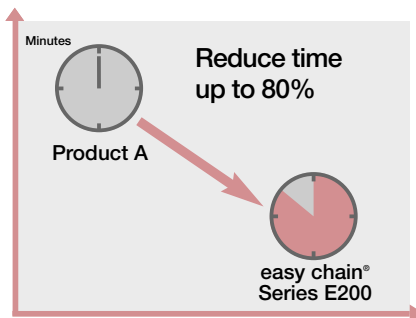 Minutes
Reduce time
up to 80%
Product A
easy chain®
Series E200